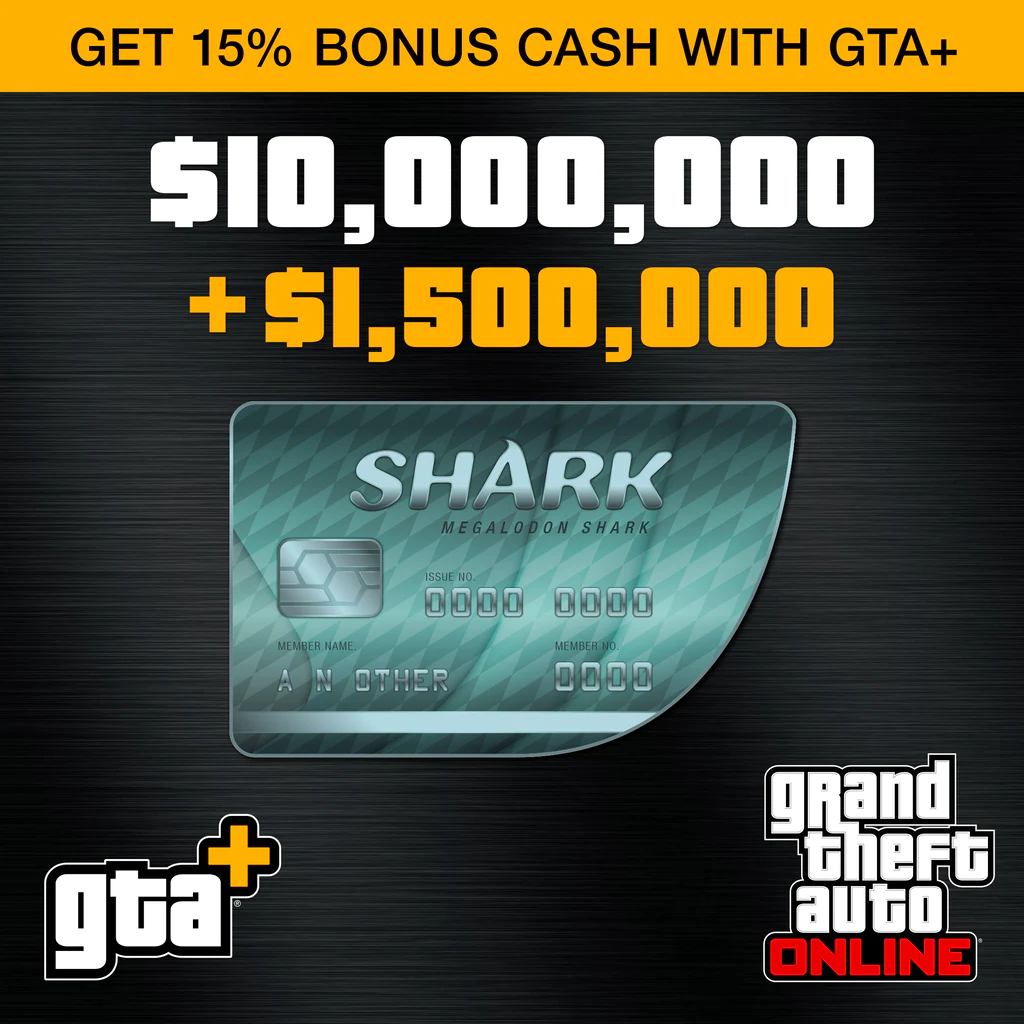 GET 15% BONUS CASH WITH GTA+
$10,000,000
+$1,500,000
SHARK
MEGALODON SHARK
ISSUE NO.
0000 0000
MEMBER NAME.
MEMBER NO.
A N OTHER
0000
gta+®
grand
theft
auto
ONLINE®